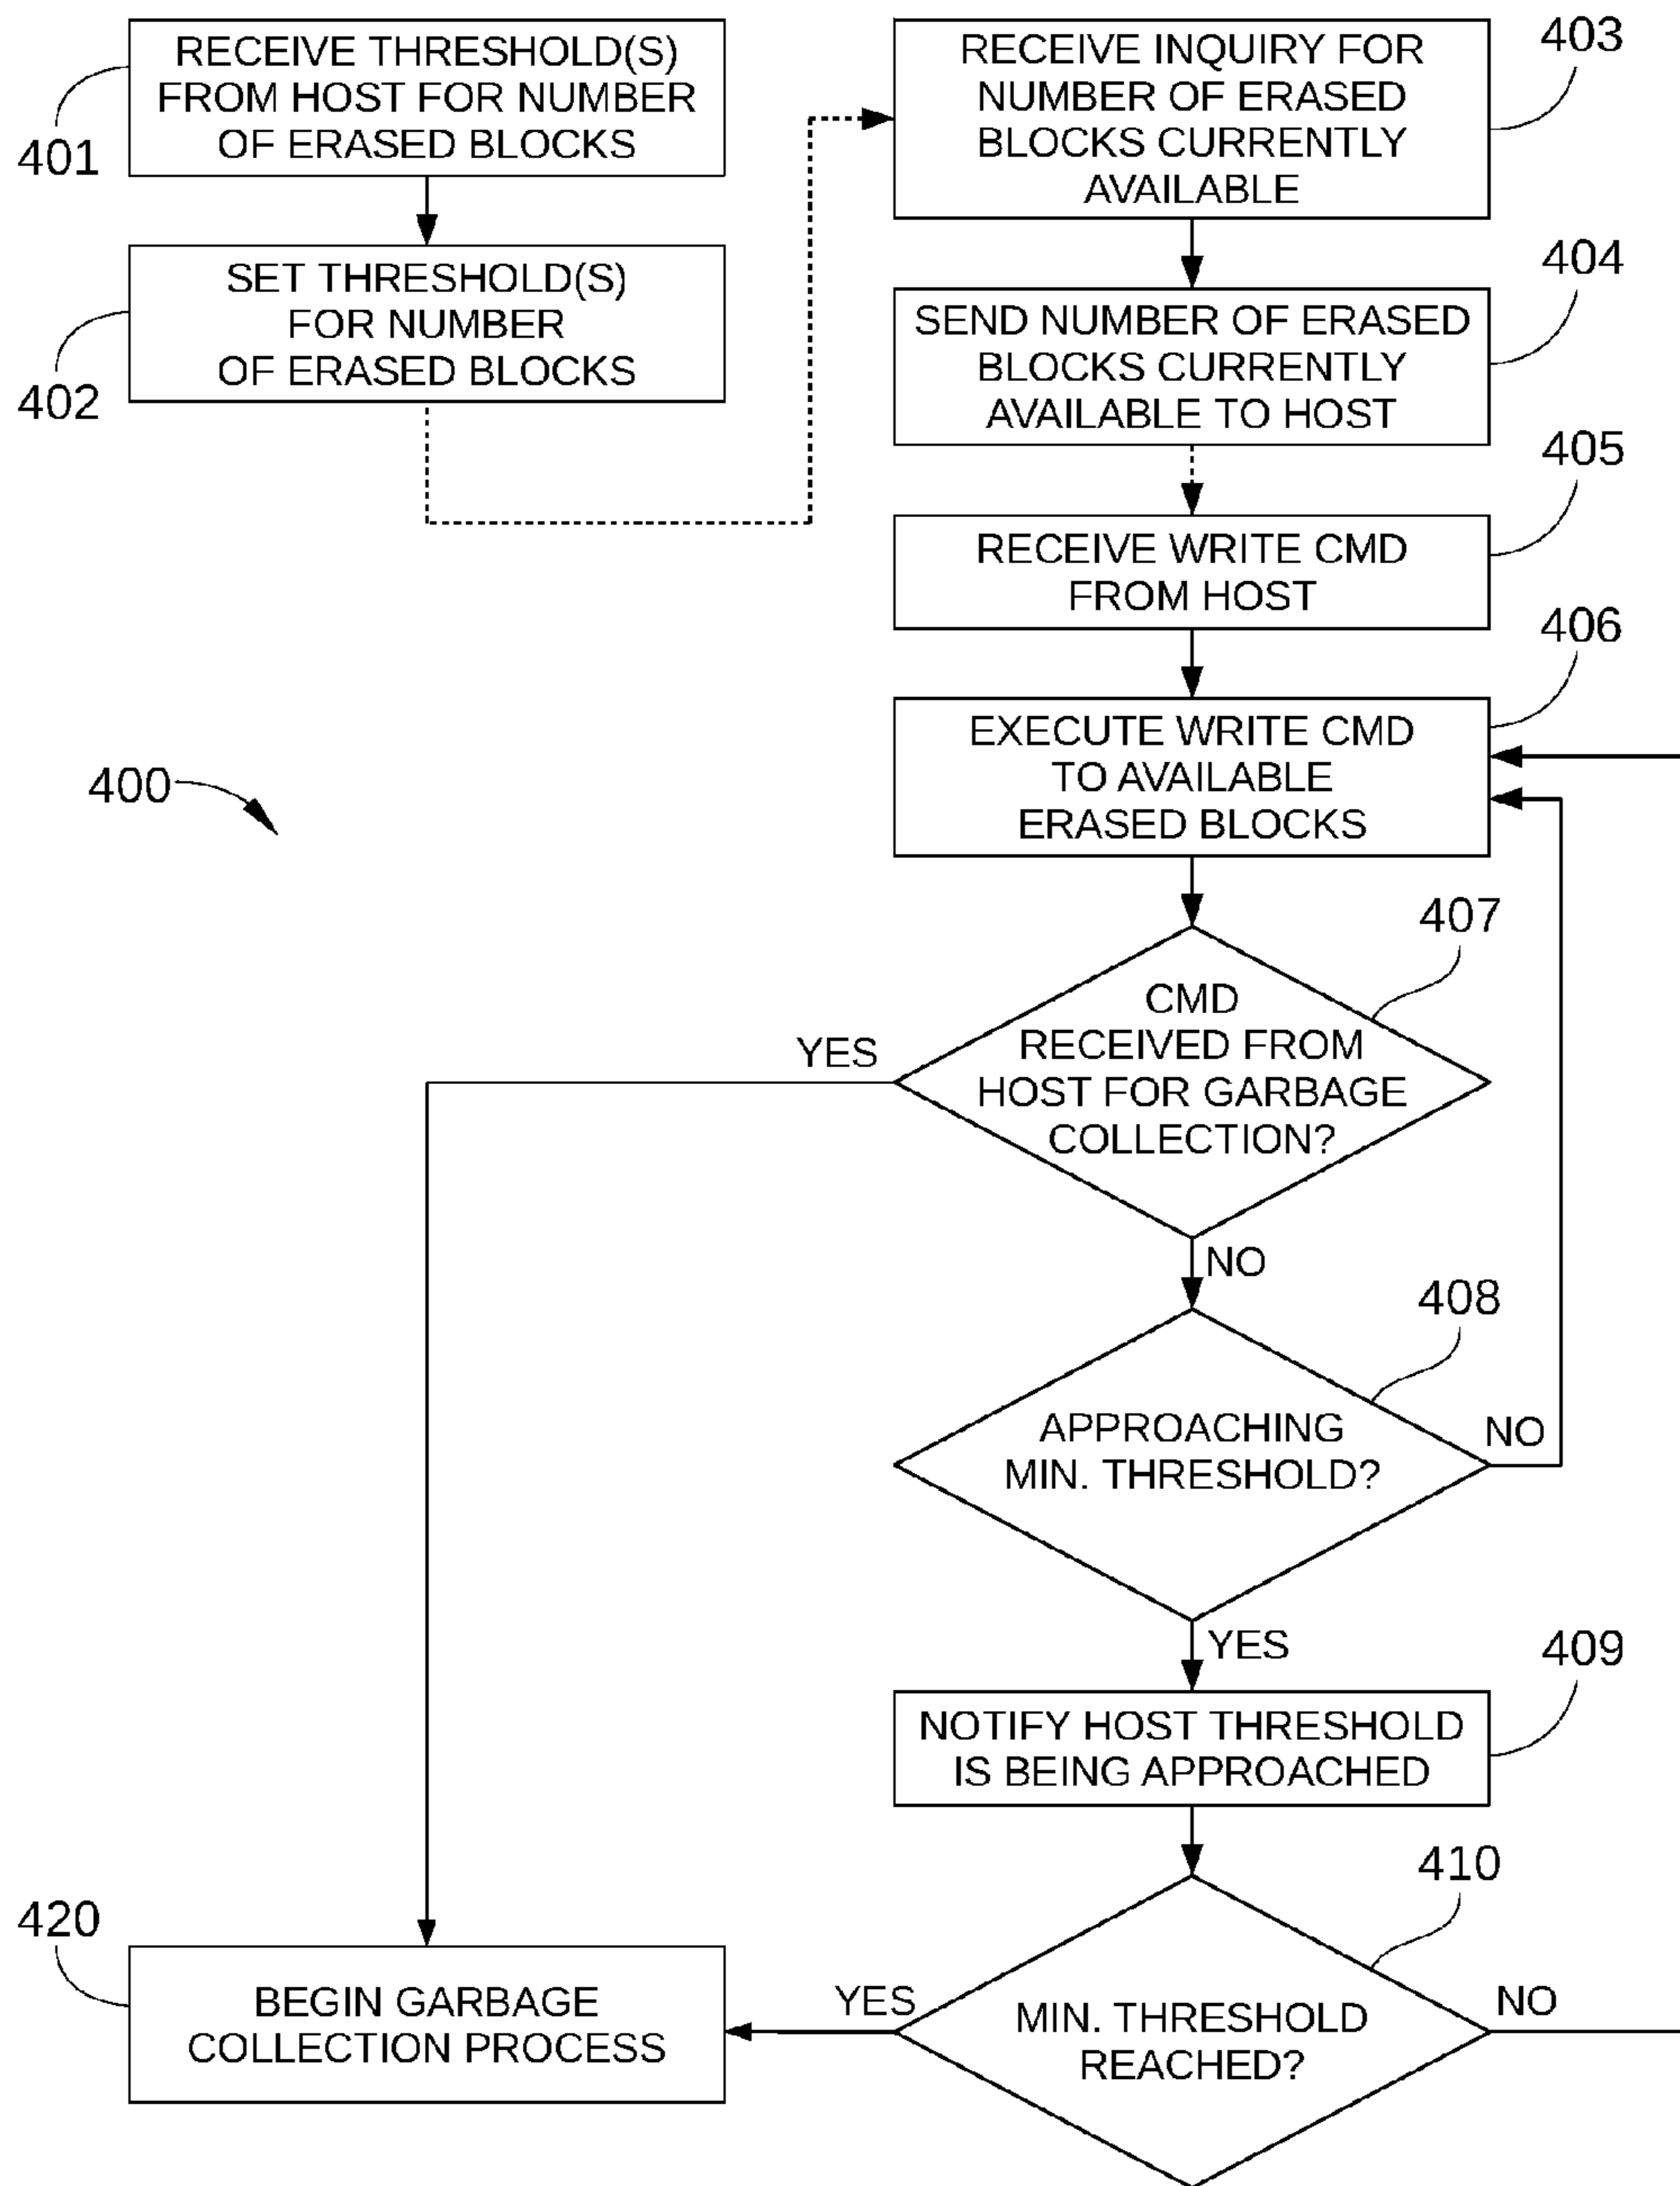 RECEIVE THRESHOLD(S)
FROM HOST FOR NUMBER
OF ERASED BLOCKS
401
SET THRESHOLD(S)
FOR NUMBER
OF ERASED BLOCKS
402
RECEIVE INQUIRY FOR
NUMBER OF ERASED
BLOCKS CURRENTLY
AVAILABLE
403
SEND NUMBER OF ERASED
BLOCKS CURRENTLY
AVAILABLE TO HOST
404
RECEIVE WRITE CMD
FROM HOST
405
EXECUTE WRITE CMD
TO AVAILABLE
ERASED BLOCKS
406
400
CMD
RECEIVED FROM
HOST FOR GARBAGE
COLLECTION?
407
YES
NO
APPROACHING
MIN. THRESHOLD?
408
NO
YES
NOTIFY HOST THRESHOLD
IS BEING APPROACHED
409
MIN. THRESHOLD
REACHED?
410
YES
NO
BEGIN GARBAGE
COLLECTION PROCESS
420